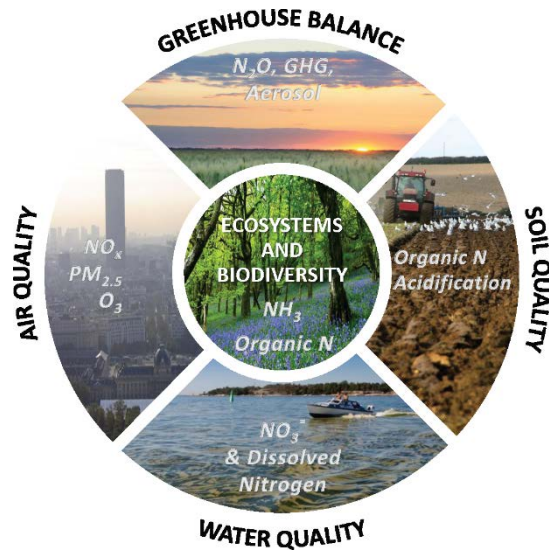 GREENHOUSE BALANCE
N₂O, GHG,
Aerosol
AIR QUALITY
NOₓ
PM₂.₅
O₃
ECOSYSTEMS
AND
BIODIVERSITY
NH₃
Organic N
Organic N
Acidification
SOIL QUALITY
NO₃⁻
& Dissolved
Nitrogen
WATER QUALITY